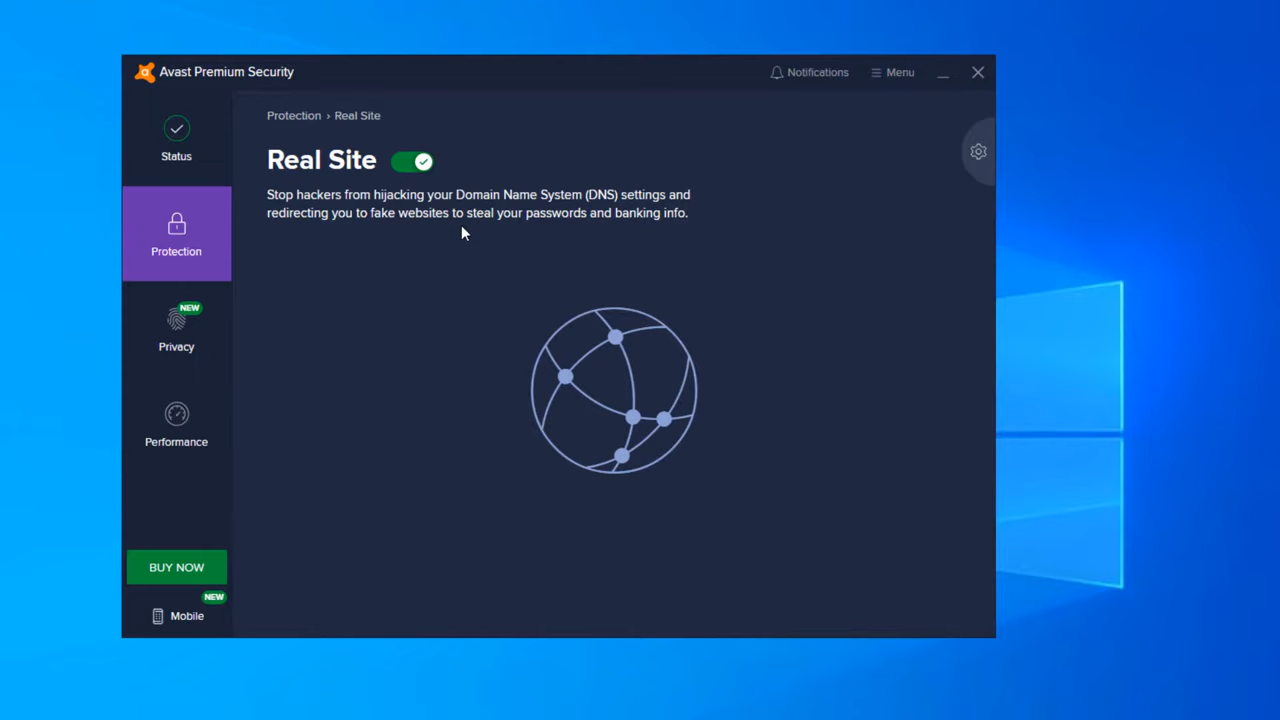 Avast Premium Security
Notifications
Menu
Status
Protection
NEW
Privacy
Performance
BUY NOW
NEW
Mobile
Protection › Real Site
Real Site
Stop hackers from hijacking your Domain Name System (DNS) settings and
redirecting you to fake websites to steal your passwords and banking info.